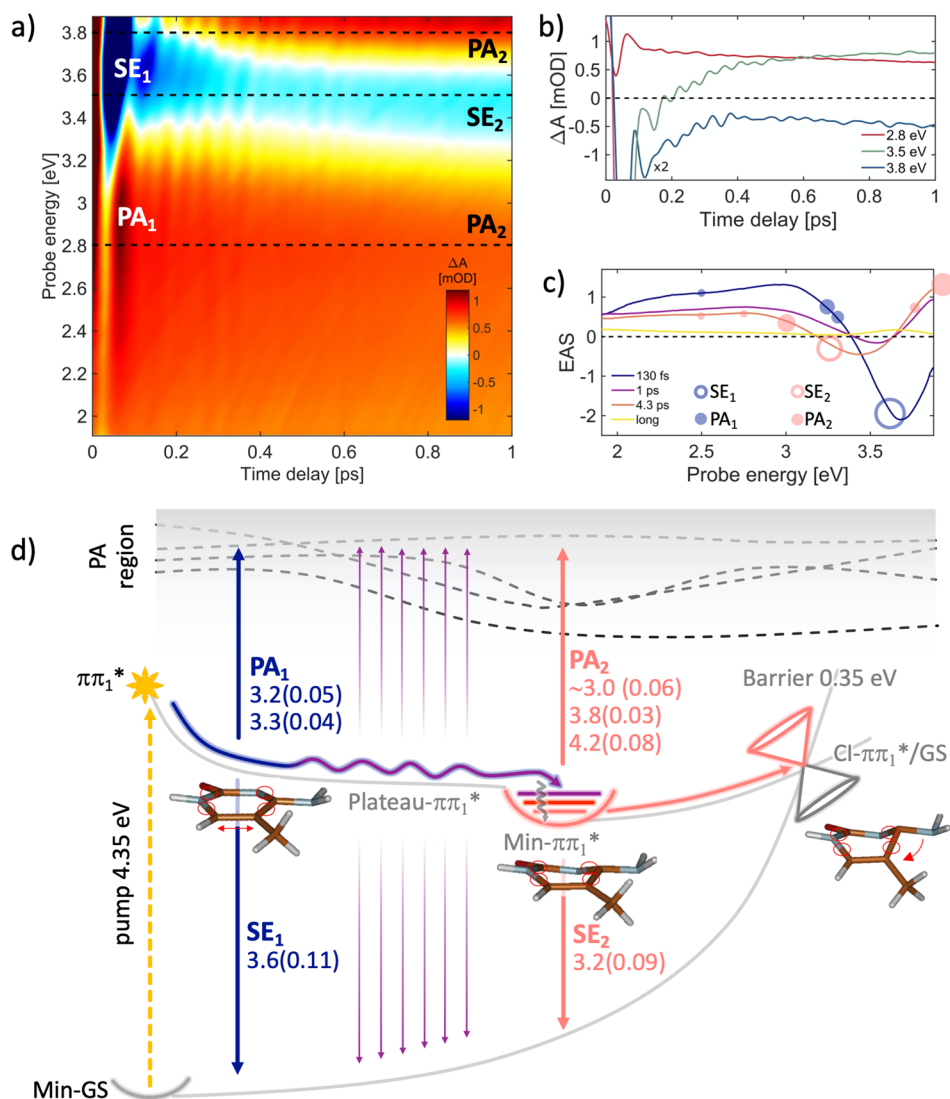 a)
3.8
3.6
3.4
3.2
3
2.8
2.6
2.4
2.2
2
Probe energy [eV]
0
0.2
0.4
0.6
0.8
1
Time delay [ps]
SE1
PA1
PA2
SE2
PA2
ΔA
[mOD]
1
0.5
0
-0.5
-1
b)
ΔA [mOD]
1
0.5
0
-0.5
-1
x2
2.8 eV
3.5 eV
3.8 eV
0
0.2
0.4
0.6
0.8
1
Time delay [ps]
c)
EAS
1
0
-1
-2
130 fs
1 ps
4.3 ps
long
SE1
PA1
SE2
PA2
2
2.5
3.0
3.5
Probe energy [eV]
d)
PA
region
ππ1*
PA1
3.2(0.05)
3.3(0.04)
PA2
~3.0 (0.06)
3.8(0.03)
4.2(0.08)
Barrier 0.35 eV
CI-ππ1*/GS
Plateau-ππ1*
Min-ππ1*
pump 4.35 eV
SE1
3.6(0.11)
SE2
3.2(0.09)
Min-GS